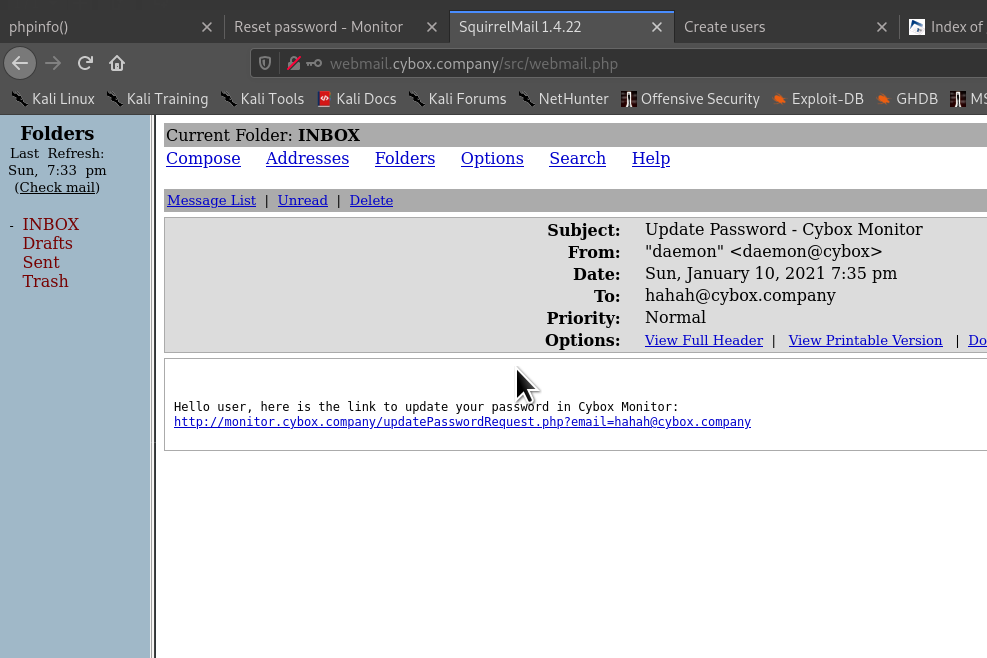 phpinfo() Reset password - Monitor SquirrelMail 1.4.22 Create users Index of
webmail.cybox.company/src/webmail.php
Kali Linux Kali Training Kali Tools Kali Docs Kali Forums NetHunter Offensive Security Exploit-DB GHDB MS
Folders
Last Refresh:
Sun, 7:33 pm
(Check mail)
- INBOX
Drafts
Sent
Trash
Current Folder: INBOX
Compose Addresses Folders Options Search Help
Message List | Unread | Delete
Subject: Update Password - Cybox Monitor
From: "daemon" <daemon@cybox>
Date: Sun, January 10, 2021 7:35 pm
To: hahah@cybox.company
Priority: Normal
Options: View Full Header | View Printable Version | Do
Hello user, here is the link to update your password in Cybox Monitor:
http://monitor.cybox.company/updatePasswordRequest.php?email=hahah@cybox.company